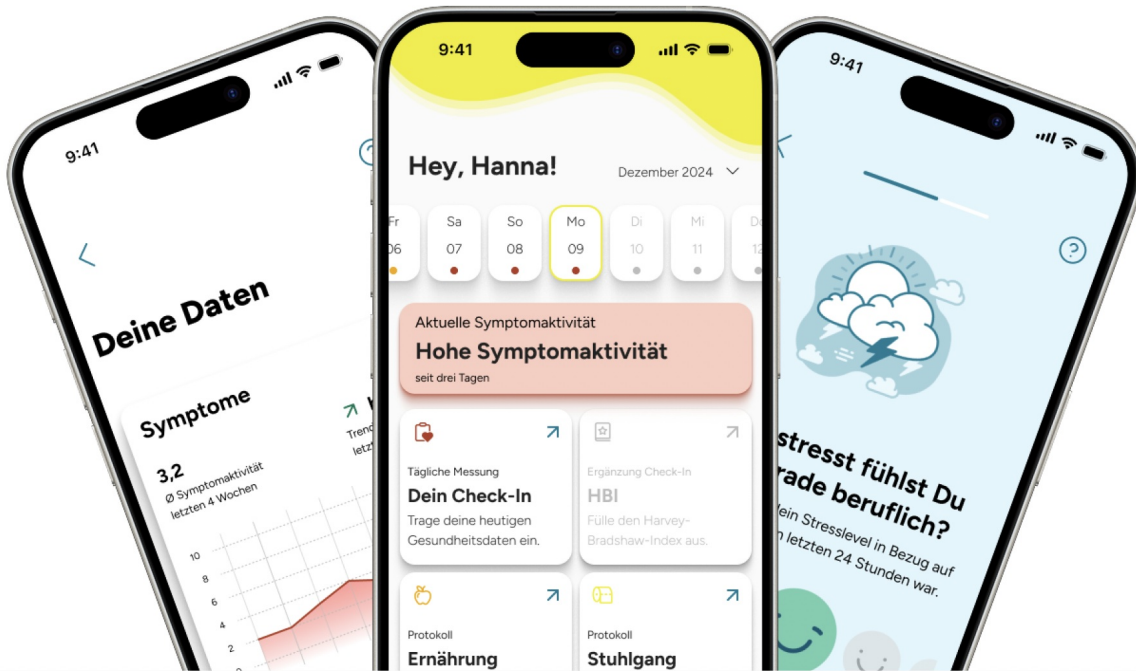 9:41
Deine Daten
Symptome
3,2
Ø Symptomaktivität
letzten 4 Wochen
10
8
6
4
2
9:41
Hey, Hanna!
Dezember 2024
Fr
Sa
So
Mo
Di
Mi
06
07
08
09
10
11
12
Aktuelle Symptomaktivität
Hohe Symptomaktivität
seit drei Tagen
Tägliche Messung
Dein Check-In
Trage deine heutigen
Gesundheitsdaten ein.
Ergänzung Check-In
HBI
Fülle den Harvey-
Bradshaw-Index aus.
Protokoll
Ernährung
Protokoll
Stuhlgang
9:41
stresst fühlst Du
rade beruflich?
Stresslevel in Bezug auf
letzten 24 Stunden war.